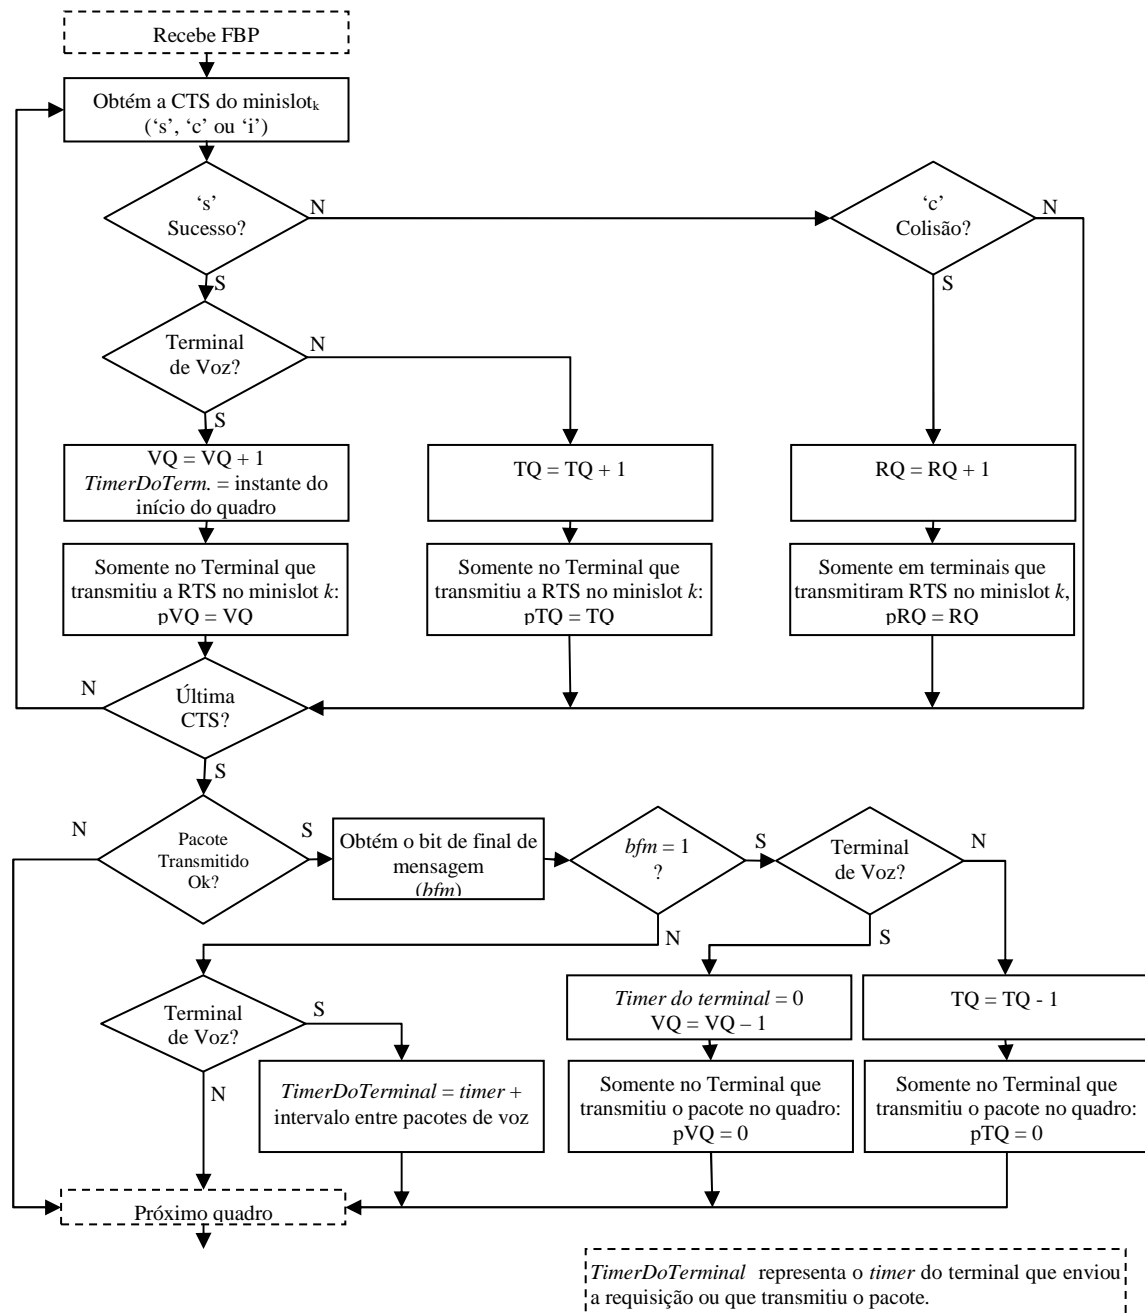 Recebe FBP
Obtém a CTS do minislotₖ
(‘s’, ‘c’ ou ‘i’)
‘s’
Sucesso?
N
‘c’
Colisão?
N
S
S
Terminal
de Voz?
N
S
VQ = VQ + 1
TimerDoTerm. = instante do
início do quadro
TQ = TQ + 1
RQ = RQ + 1
Somente no Terminal que
transmitiu a RTS no minislot k:
pVQ = VQ
Somente no Terminal que
transmitiu a RTS no minislot k:
pTQ = TQ
Somente em terminais que
transmitiram RTS no minislot k,
pRQ = RQ
N
Última
CTS?
S
N
Pacote
Transmitido
Ok?
S
Obtém o bit de final de
mensagem
(bfm)
bfm = 1
?
S
Terminal
de Voz?
N
N
S
Terminal
de Voz?
S
N
Timer do terminal = 0
VQ = VQ – 1
TQ = TQ - 1
TimerDoTerminal = timer +
intervalo entre pacotes de voz
Somente no Terminal que
transmitiu o pacote no quadro:
pVQ = 0
Somente no Terminal que
transmitiu o pacote no quadro:
pTQ = 0
Próximo quadro
TimerDoTerminal representa o timer do terminal que enviou
a requisição ou que transmitiu o pacote.